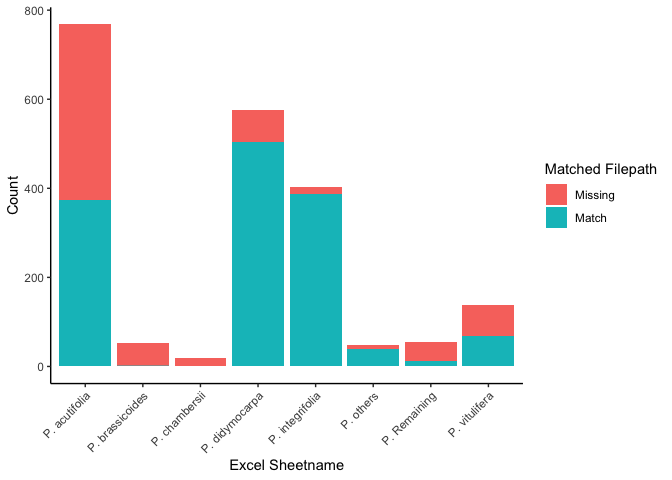 800
600
400
200
0
Count
P. acutifolia
P. brassicoides
P. chambersii
P. didymocarpa
P. integrifolia
P. others
P. Remaining
P. vitulifera
Excel Sheetname
Matched Filepath
Missing
Match